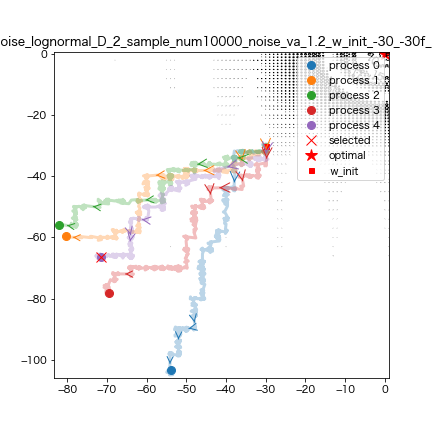 oise_lognormal_D_2_sample_num10000_noise_va_1.2_w_init_-30_-30f_
0
−20
−40
−60
−80
−100
−80 −70 −60 −50 −40 −30 −20 −10 0
process 0
process 1
process 2
process 3
process 4
selected
optimal
w_init